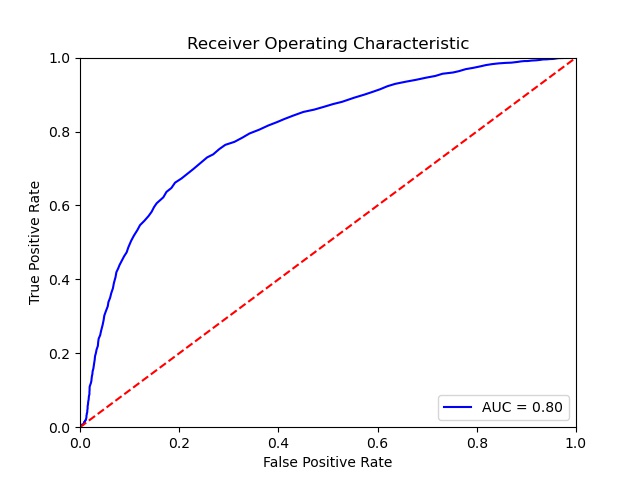 Receiver Operating Characteristic
True Positive Rate
1.0
0.8
0.6
0.4
0.2
0.0
AUC = 0.80
0.0 0.2 0.4 0.6 0.8 1.0
False Positive Rate